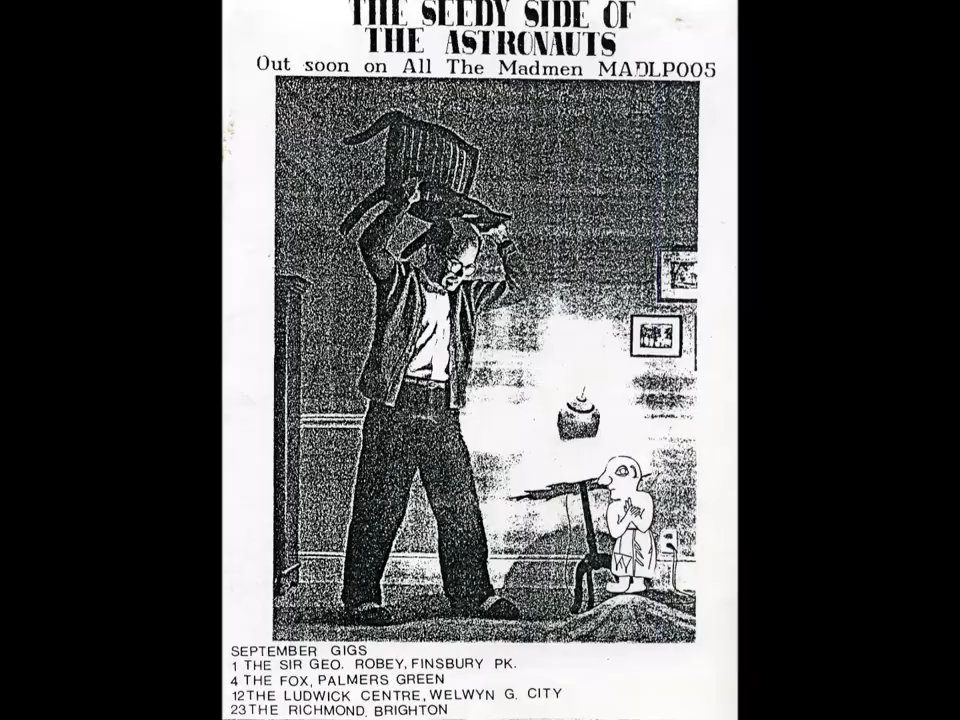 THE SEEDY SIDE OF
THE ASTRONAUTS
Out soon on All The Madmen MADLP005
SEPTEMBER GIGS
1 THE SIR GEO. ROBEY, FINSBURY PK.
4 THE FOX, PALMERS GREEN
12 THE LUDWICK CENTRE, WELWYN G. CITY
23 THE RICHMOND, BRIGHTON